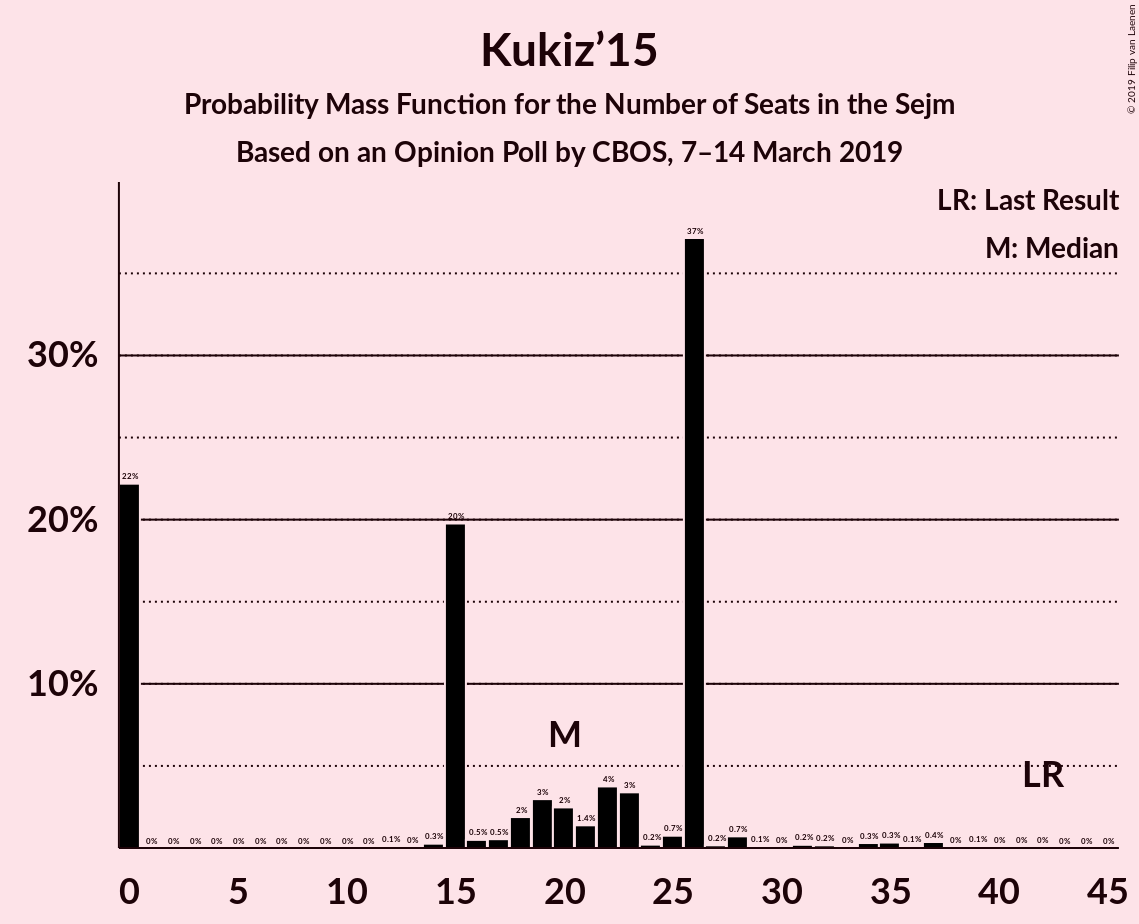 © 2019 Filip van Laenen
Kukiz’15
Probability Mass Function for the Number of Seats in the Sejm
Based on an Opinion Poll by CBOS, 7–14 March 2019
LR: Last Result
M: Median
30%
20%
10%
22% 0% 0% 0% 0% 0% 0% 0% 0% 0% 0% 0% 0.1% 0% 0.3% 20% 0.5% 0.5% 2% 3% 2% 1.4% 4% 3% 0.2% 0.7% 37% 0.2% 0.7% 0.1% 0% 0.2% 0.2% 0% 0.3% 0.3% 0.1% 0.4% 0% 0.1% 0% 0% 0% 0% 0% 0%
M
LR
0 5 10 15 20 25 30 35 40 45